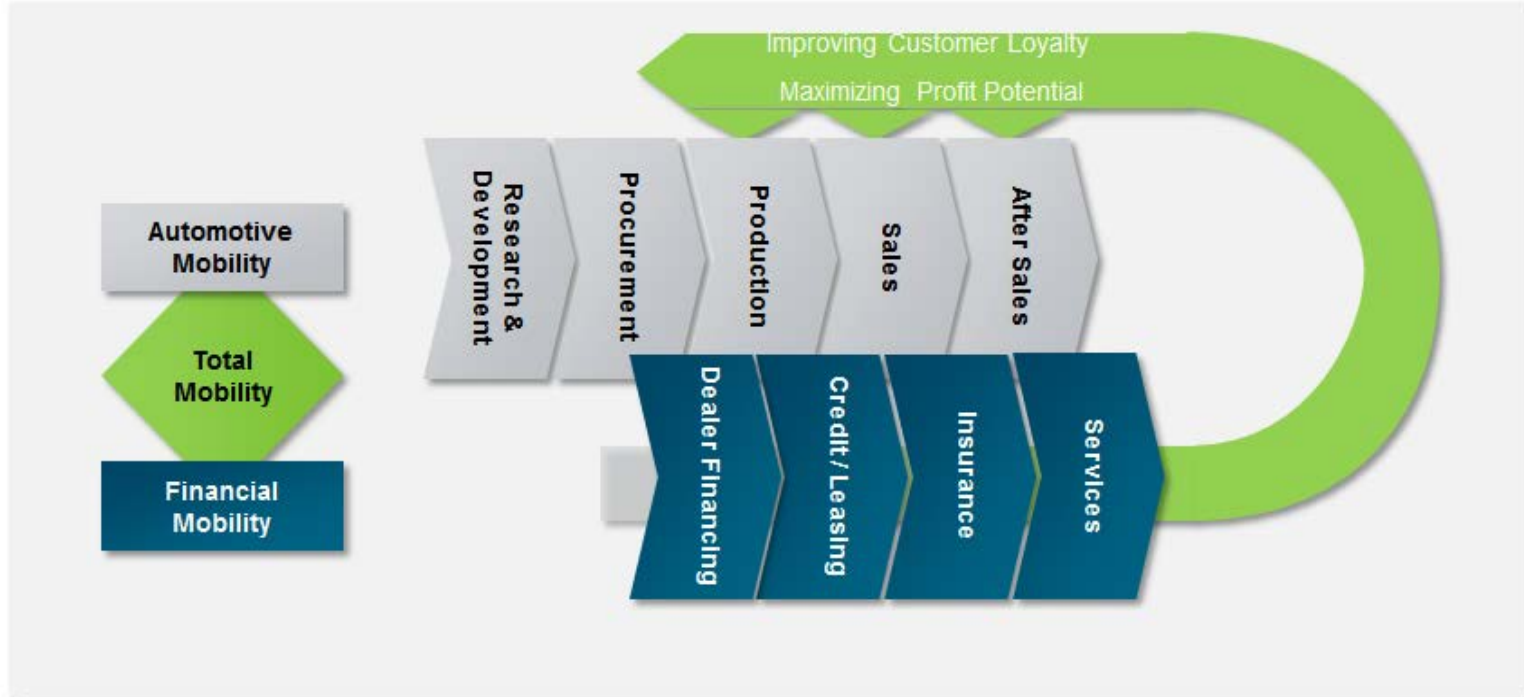 Improving Customer Loyalty
Maximizing Profit Potential
Automotive
Mobility
Total
Mobility
Financial
Mobility
Research &
Development
Procurement
Production
Sales
After Sales
Dealer Financing
Credit / Leasing
Insurance
Services